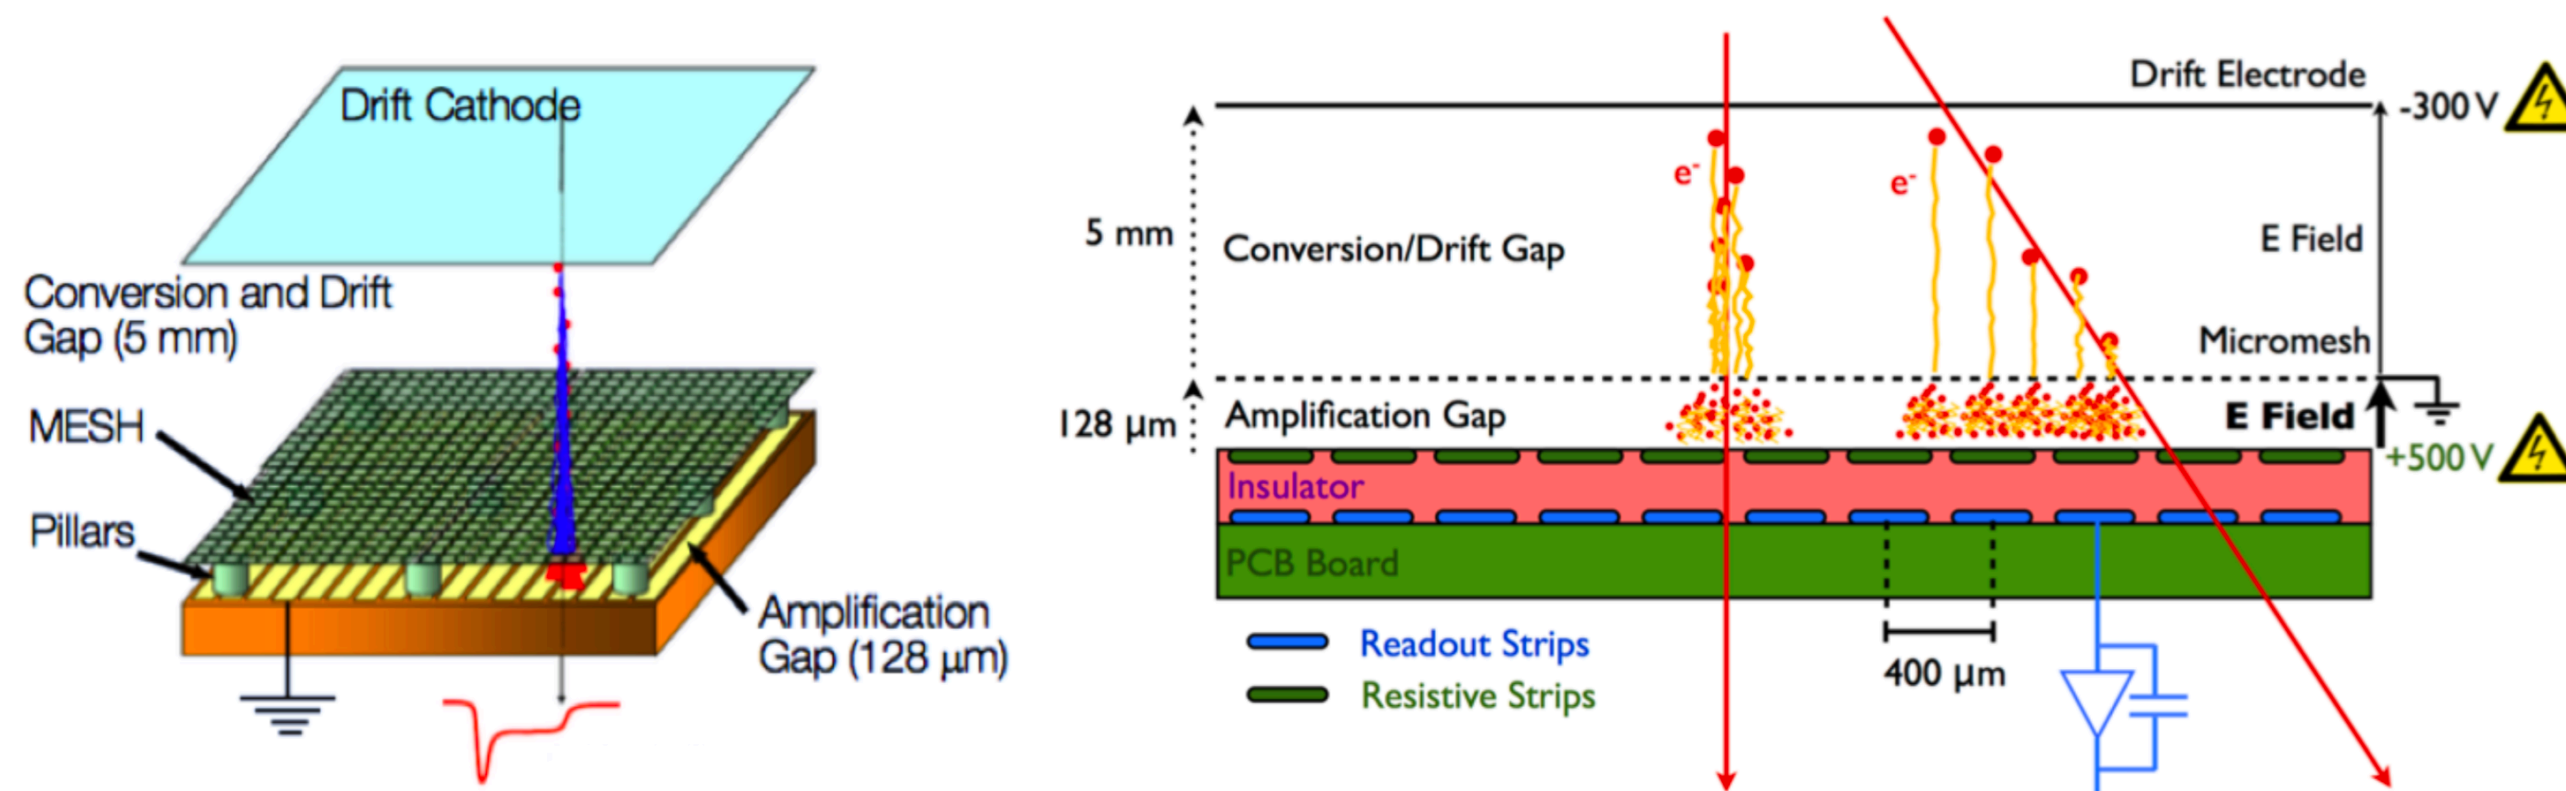 Drift Cathode
Conversion and Drift
Gap (5 mm)
MESH
Pillars
Amplification
Gap (128 μm)
Drift Electrode
-300 V
e-
e-
5 mm
Conversion/Drift Gap
E Field
Micromesh
128 μm
Amplification Gap
E Field
+500 V
Insulator
PCB Board
Readout Strips
400 μm
Resistive Strips